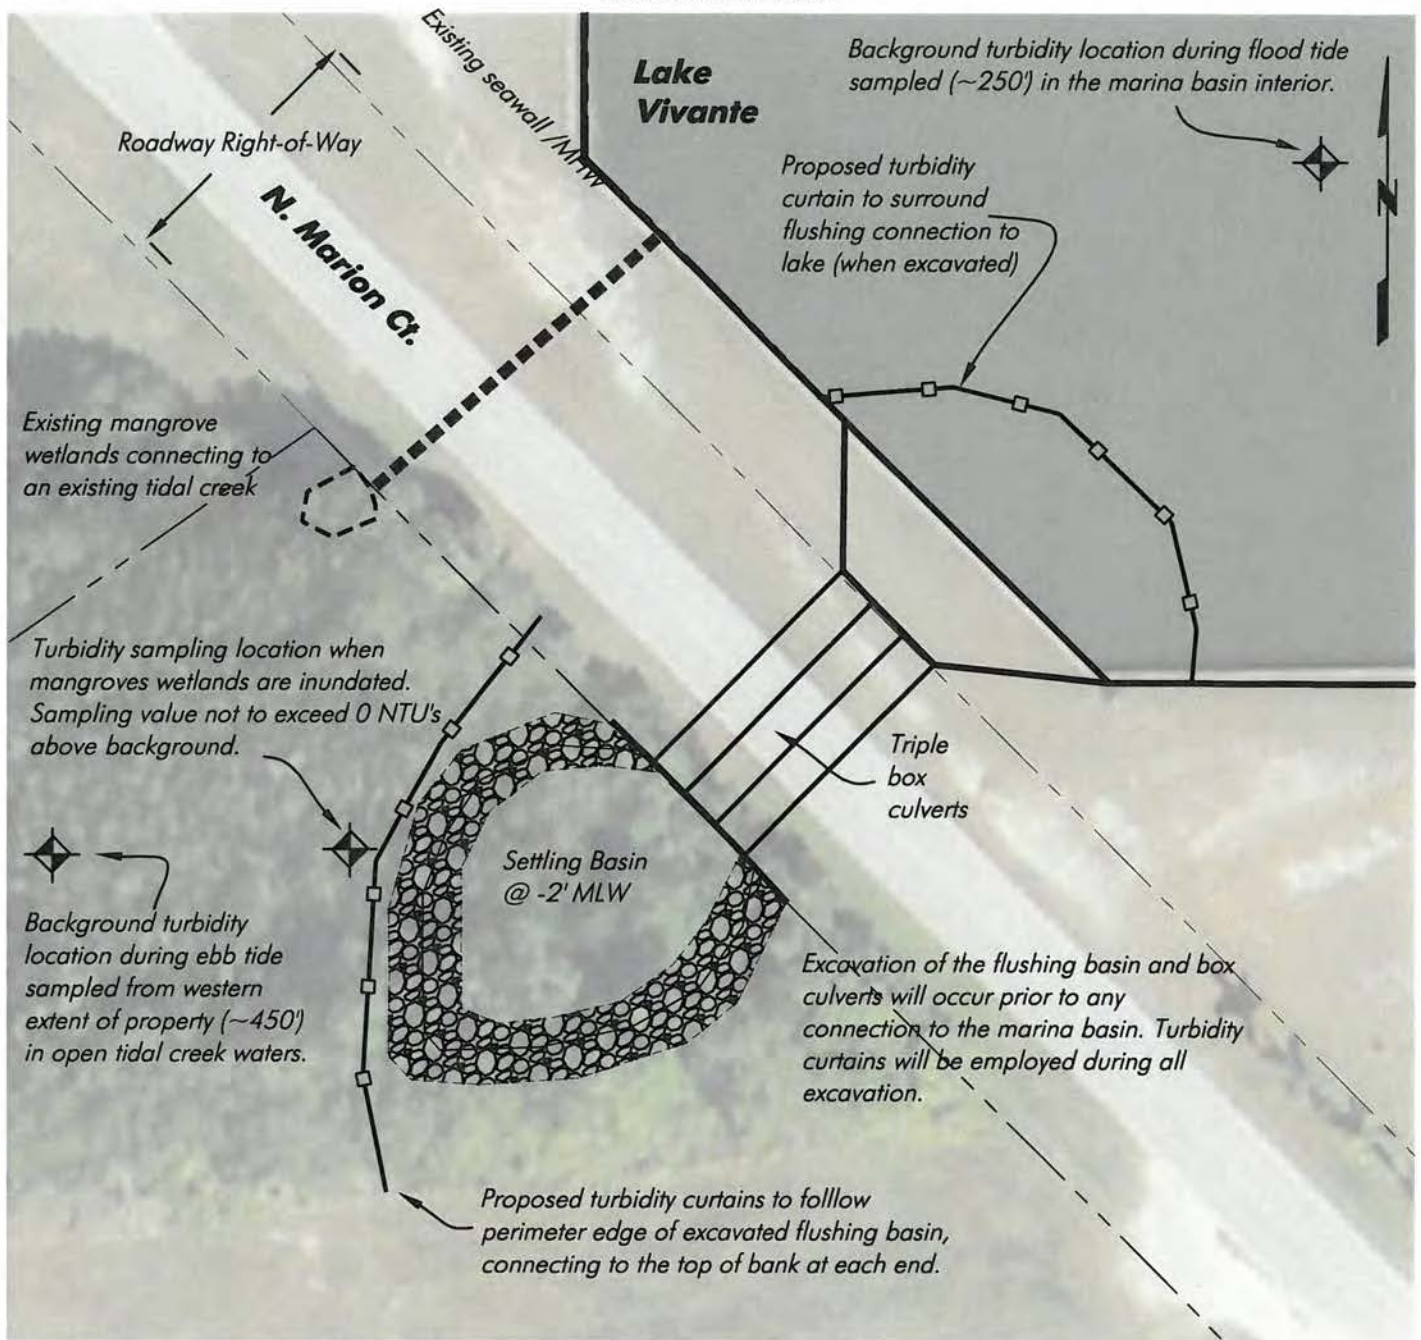 Existing seawall /MHW
Lake
Vivante
Background turbidity location during flood tide
sampled (~250') in the marina basin interior.
Roadway Right-of-Way
Proposed turbidity
curtain to surround
flushing connection to
lake (when excavated)
N
N. Marion Ct.
Existing mangrove
wetlands connecting to
an existing tidal creek
Turbidity sampling location when
mangroves wetlands are inundated.
Sampling value not to exceed 0 NTU's
above background.
Triple
box
culverts
Settling Basin
@ -2' MLW
Background turbidity
location during ebb tide
sampled from western
extent of property (~450')
in open tidal creek waters.
Excavation of the flushing basin and box
culverts will occur prior to any
connection to the marina basin. Turbidity
curtains will be employed during all
excavation.
Proposed turbidity curtains to folllow
perimeter edge of excavated flushing basin,
connecting to the top of bank at each end.